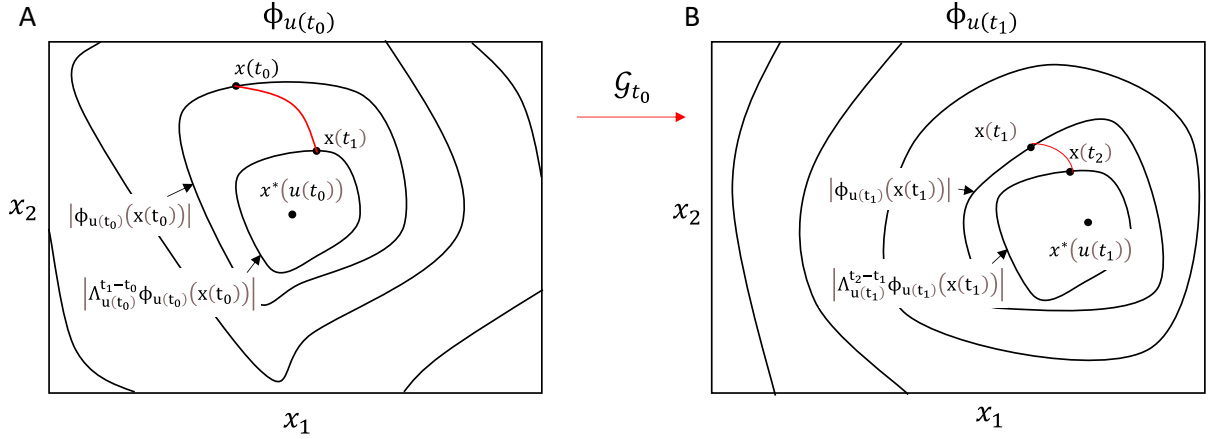 A
ϕ_{u(t_0)}
x(t_0)
x(t_1)
x^*(u(t_0))
|ϕ_{u(t_0)}(x(t_0))|
|Λ_{u(t_0)}^{t_1−t_0}ϕ_{u(t_0)}(x(t_0))|
x_2
x_1
𝒢_{t_0}
B
ϕ_{u(t_1)}
x(t_1)
x(t_2)
|ϕ_{u(t_1)}(x(t_1))|
x^*(u(t_1))
|Λ_{u(t_1)}^{t_2−t_1}ϕ_{u(t_1)}(x(t_1))|
x_2
x_1